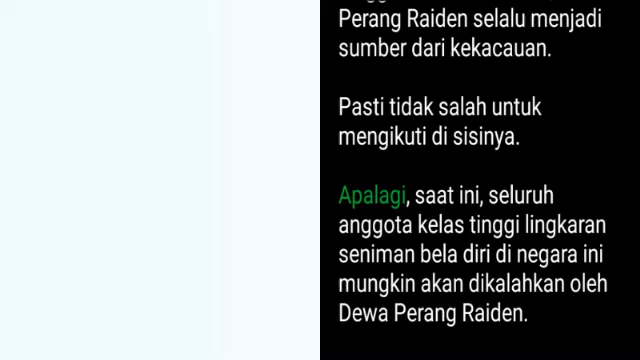 Perang Raiden selalu menjadi
sumber dari kekacauan.
Pasti tidak salah untuk
mengikuti di sisinya.
Apalagi, saat ini, seluruh
anggota kelas tinggi lingkaran
seniman bela diri di negara ini
mungkin akan dikalahkan oleh
Dewa Perang Raiden.